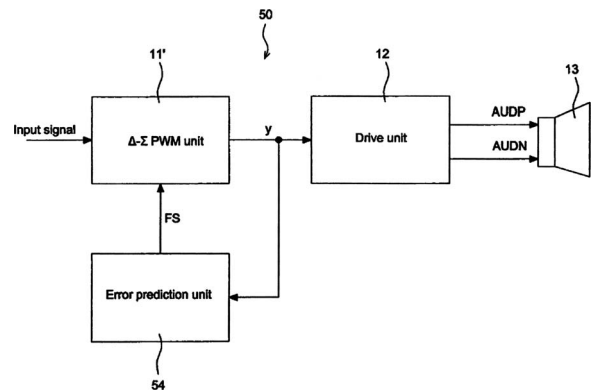 50
11'
12
13
Input signal
Δ-Σ PWM unit
y
Drive unit
AUDP
AUDN
FS
Error prediction unit
54